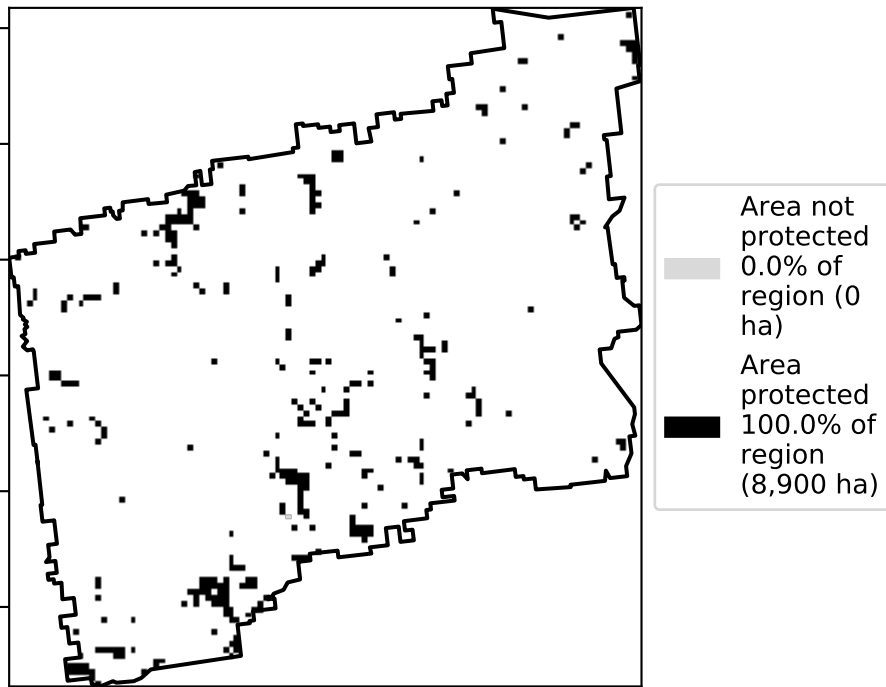 Area not
protected
0.0% of
region (0
ha)
Area
protected
100.0% of
region
(8,900 ha)